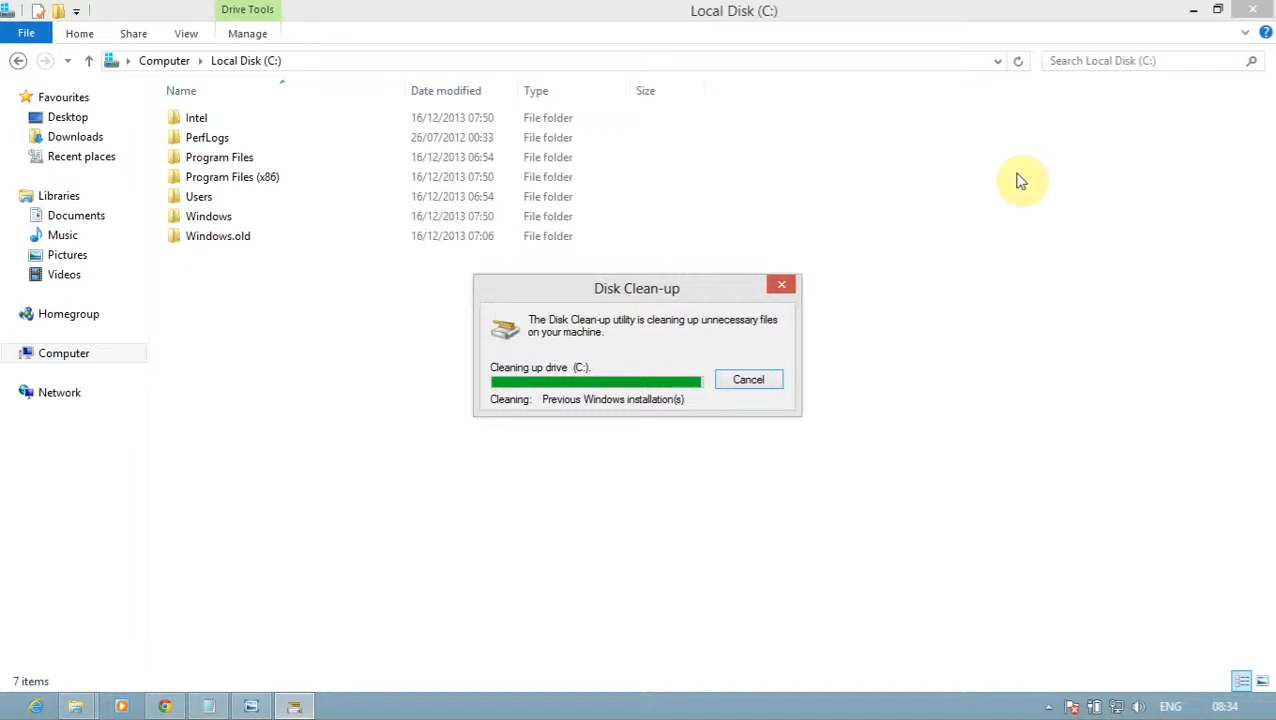 Drive Tools
Local Disk (C:)
File Home Share View Manage
Computer Local Disk (C:) Search Local Disk (C:)
Name Date modified Type Size
Favourites
Desktop
Downloads
Recent places
Libraries
Documents
Music
Pictures
Videos
Homegroup
Computer
Network
Intel 16/12/2013 07:50 File folder
PerfLogs 26/07/2012 00:33 File folder
Program Files 16/12/2013 06:54 File folder
Program Files (x86) 16/12/2013 07:50 File folder
Users 16/12/2013 06:54 File folder
Windows 16/12/2013 07:50 File folder
Windows.old 16/12/2013 07:06 File folder
Disk Clean-up
The Disk Clean-up utility is cleaning up unnecessary files
on your machine.
Cleaning up drive (C:).
Cancel
Cleaning: Previous Windows installation(s)
7 items
ENG 08:34